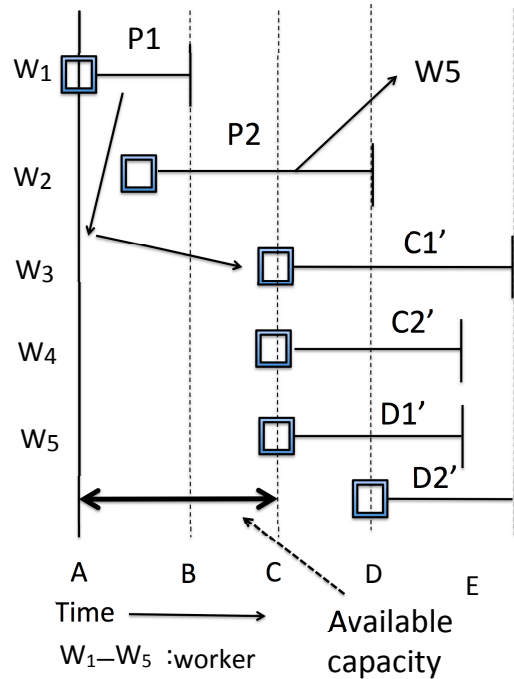 P1
W1
W5
P2
W2
C1’
W3
C2’
W4
D1’
W5
D2’
A B C D E
Time
Available
capacity
W1–W5 :worker